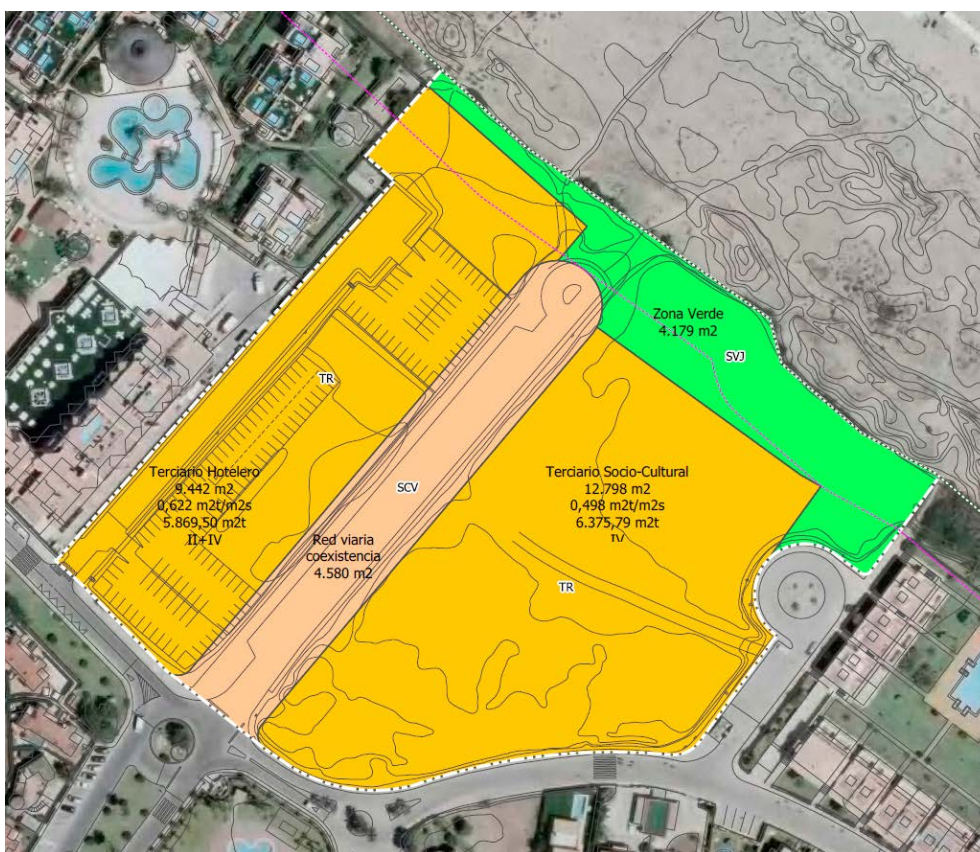 Zona Verde
4.179 m2
SVJ
TR
Terciario Hotelero
9.442 m2
0,622 m2t/m2s
5.869,50 m2t
II+IV
SCV
Red viaria
coexistencia
4.580 m2
Terciario Socio-Cultural
12.798 m2
0,498 m2t/m2s
6.375,79 m2t
IV
TR